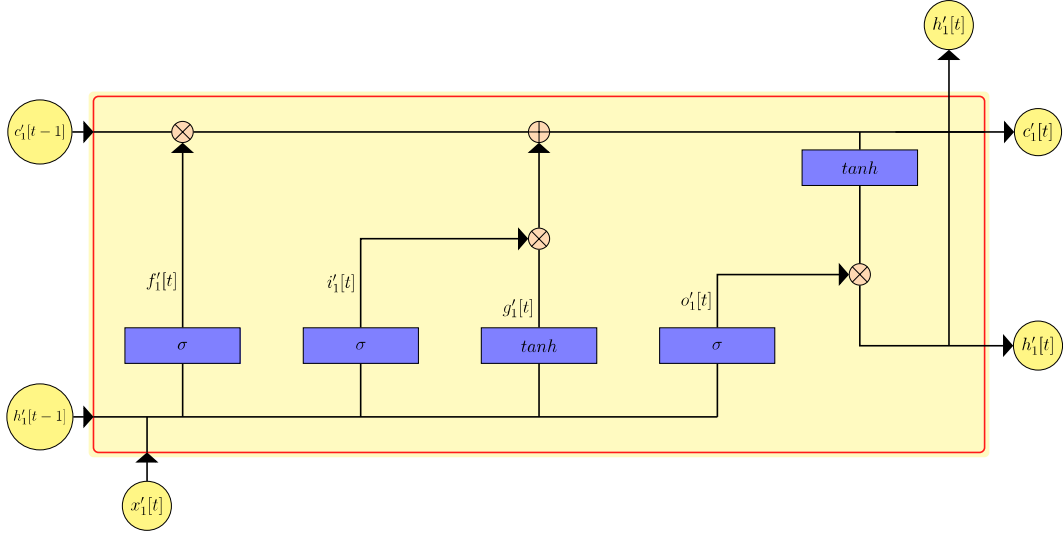 h′₁[t]
c′₁[t−1]
c′₁[t]
tanh
f′₁[t]
i′₁[t]
g′₁[t]
o′₁[t]
σ
σ
tanh
σ
h′₁[t]
h′₁[t−1]
x′₁[t]